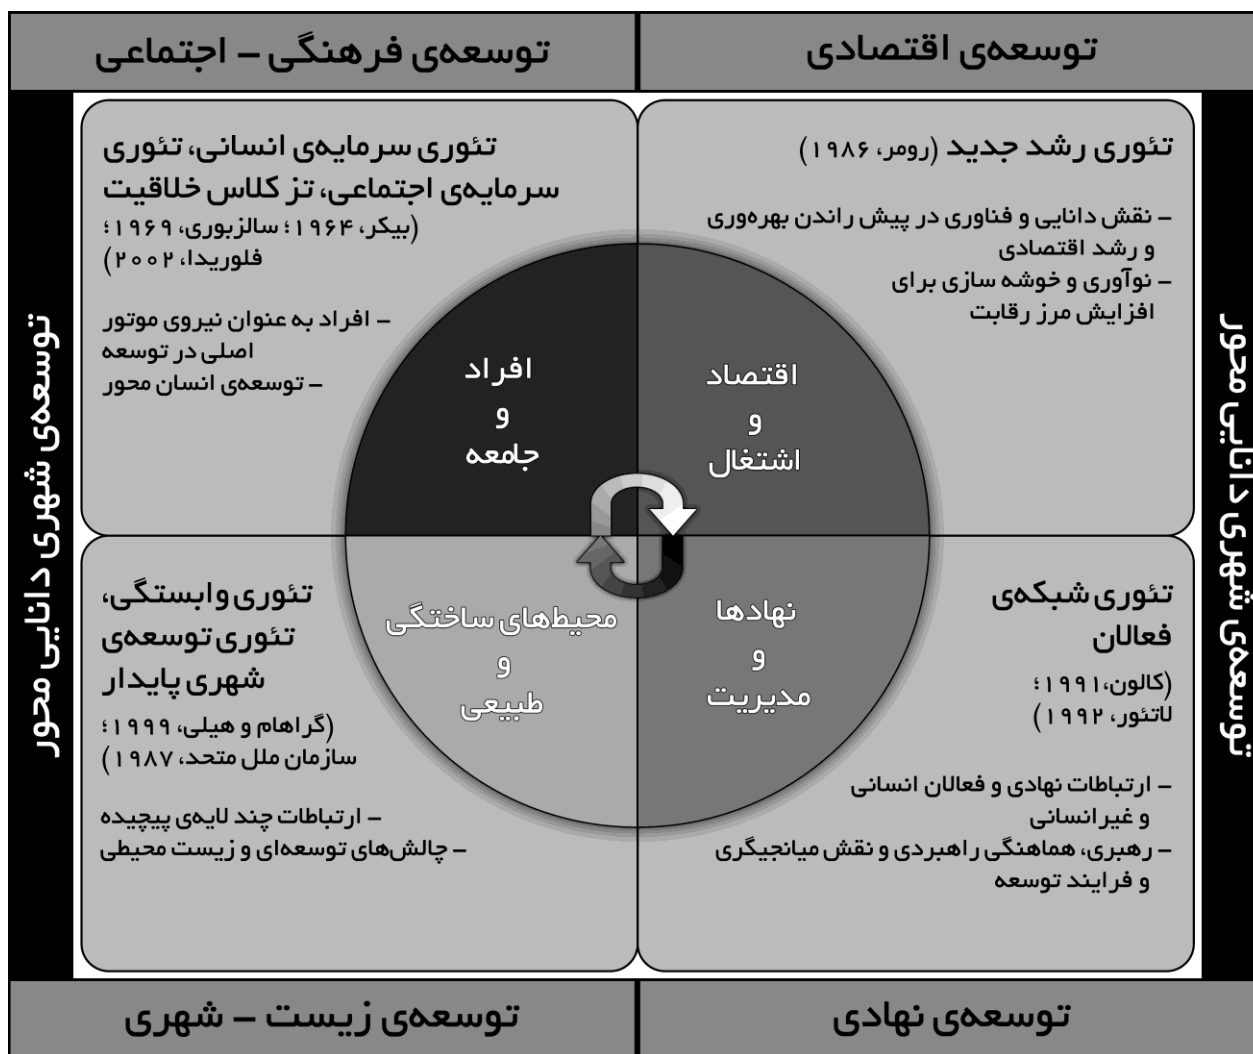 توسعه‌ی اقتصادی
توسعه‌ی فرهنگی – اجتماعی
توسعه‌ی شهری دانایی محور
تئوری رشد جدید (رومر، ۱۹۸۶)
– نقش دانایی و فناوری در پیش راندن بهره‌وری
و رشد اقتصادی
– نوآوری و خوشه سازی برای
افزایش مرز رقابت
اقتصاد
و
اشتغال
تئوری سرمایه‌ی انسانی، تئوری
سرمایه‌ی اجتماعی، تز کلاس خلاقیت
(بیکر، ۱۹۶۴؛ سالزبوری، ۱۹۶۹؛
فلوریدا، ۲۰۰۲)
– افراد به عنوان نیروی موتور
اصلی در توسعه
– توسعه‌ی انسان محور
افراد
و
جامعه
تئوری شبکه‌ی
فعالان
(کالون،۱۹۹۱؛
لاتئور، ۱۹۹۲)
– ارتباطات نهادی و فعالان انسانی
و غیرانسانی
– رهبری، هماهنگی راهبردی و نقش میانجیگری
و فرایند توسعه
نهادها
و
مدیریت
تئوری وابستگی،
تئوری توسعه‌ی
شهری پایدار
(گراهام و هیلی، ۱۹۹۹؛
سازمان ملل متحد، ۱۹۸۷)
– ارتباطات چند لایه‌ی پیچیده
– چالش‌های توسعه‌ای و زیست محیطی
محیط‌های ساختگی
و
طبیعی
توسعه‌ی شهری دانایی محور
توسعه‌ی نهادی
توسعه‌ی زیست – شهری